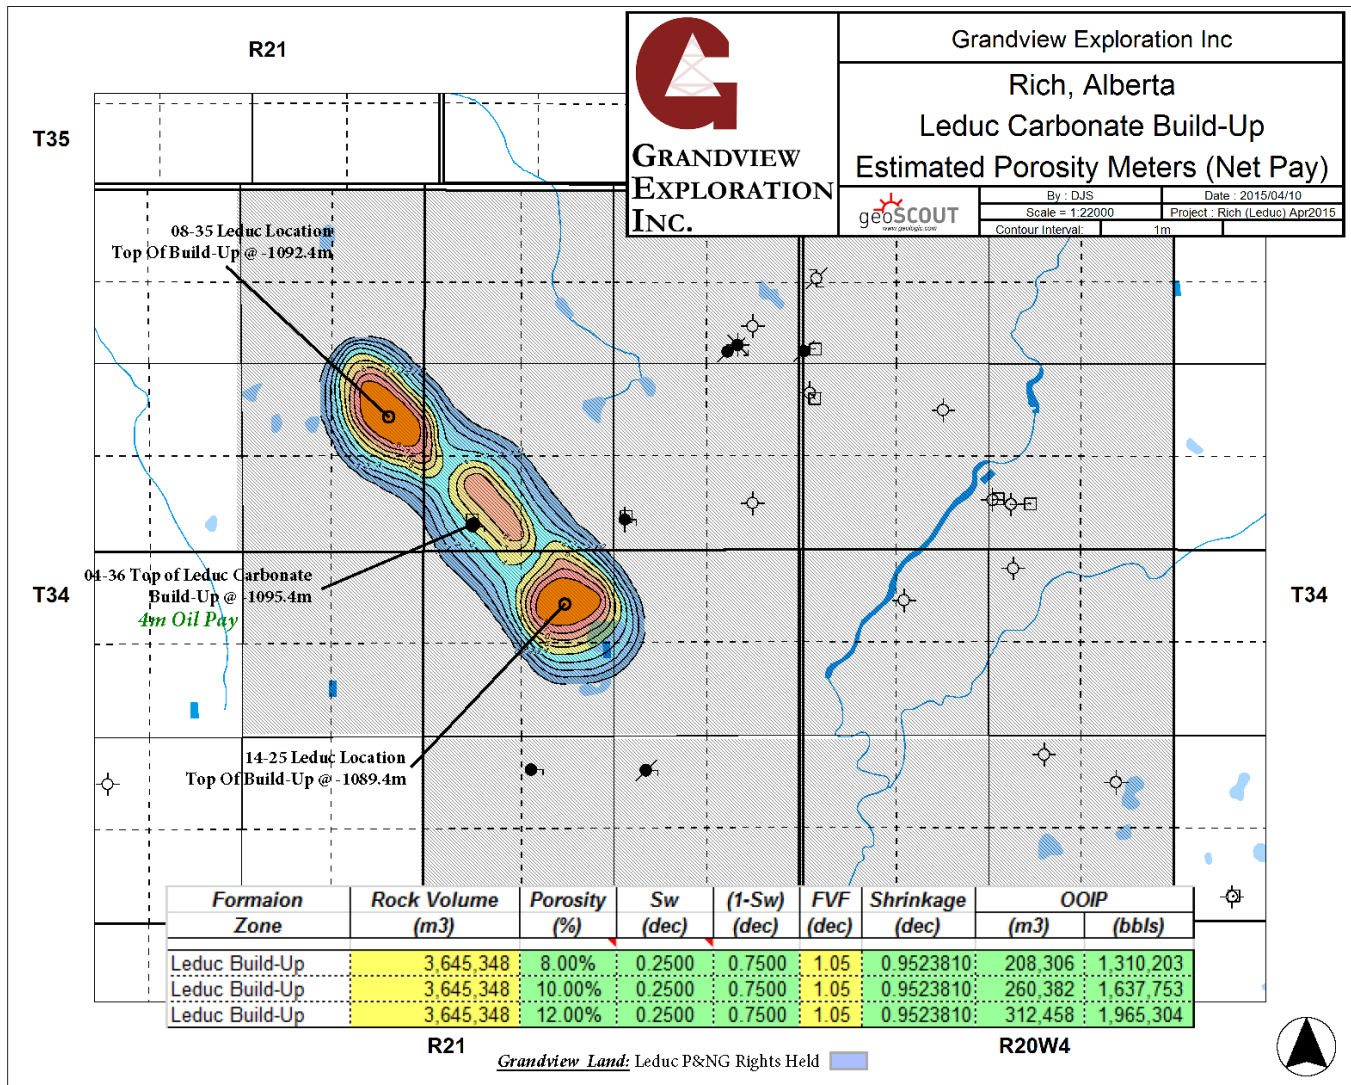 R21
GRANDVIEW
EXPLORATION
INC.
Grandview Exploration Inc
Rich, Alberta
Leduc Carbonate Build-Up
Estimated Porosity Meters (Net Pay)
geoSCOUT
www.geologic.com
By : DJS
Date : 2015/04/10
Scale = 1:22000
Project : Rich (Leduc) Apr2015
Contour Interval:
1m
T35
08-35 Leduc Location
Top Of Build-Up @ -1092.4m
04-36 Top of Leduc Carbonate
Build-Up @ -1095.4m
4m Oil Pay
T34
T34
14-25 Leduc Location
Top Of Build-Up @ -1089.4m
Formaion Rock Volume Porosity Sw (1-Sw) FVF Shrinkage OOIP
Zone (m3) (%) (dec) (dec) (dec) (dec) (m3) (bbls)
Leduc Build-Up 3,645,348 8.00% 0.2500 0.7500 1.05 0.9523810 208,306 1,310,203
Leduc Build-Up 3,645,348 10.00% 0.2500 0.7500 1.05 0.9523810 260,382 1,637,753
Leduc Build-Up 3,645,348 12.00% 0.2500 0.7500 1.05 0.9523810 312,458 1,965,304
R21
R20W4
Grandview Land: Leduc P&NG Rights Held